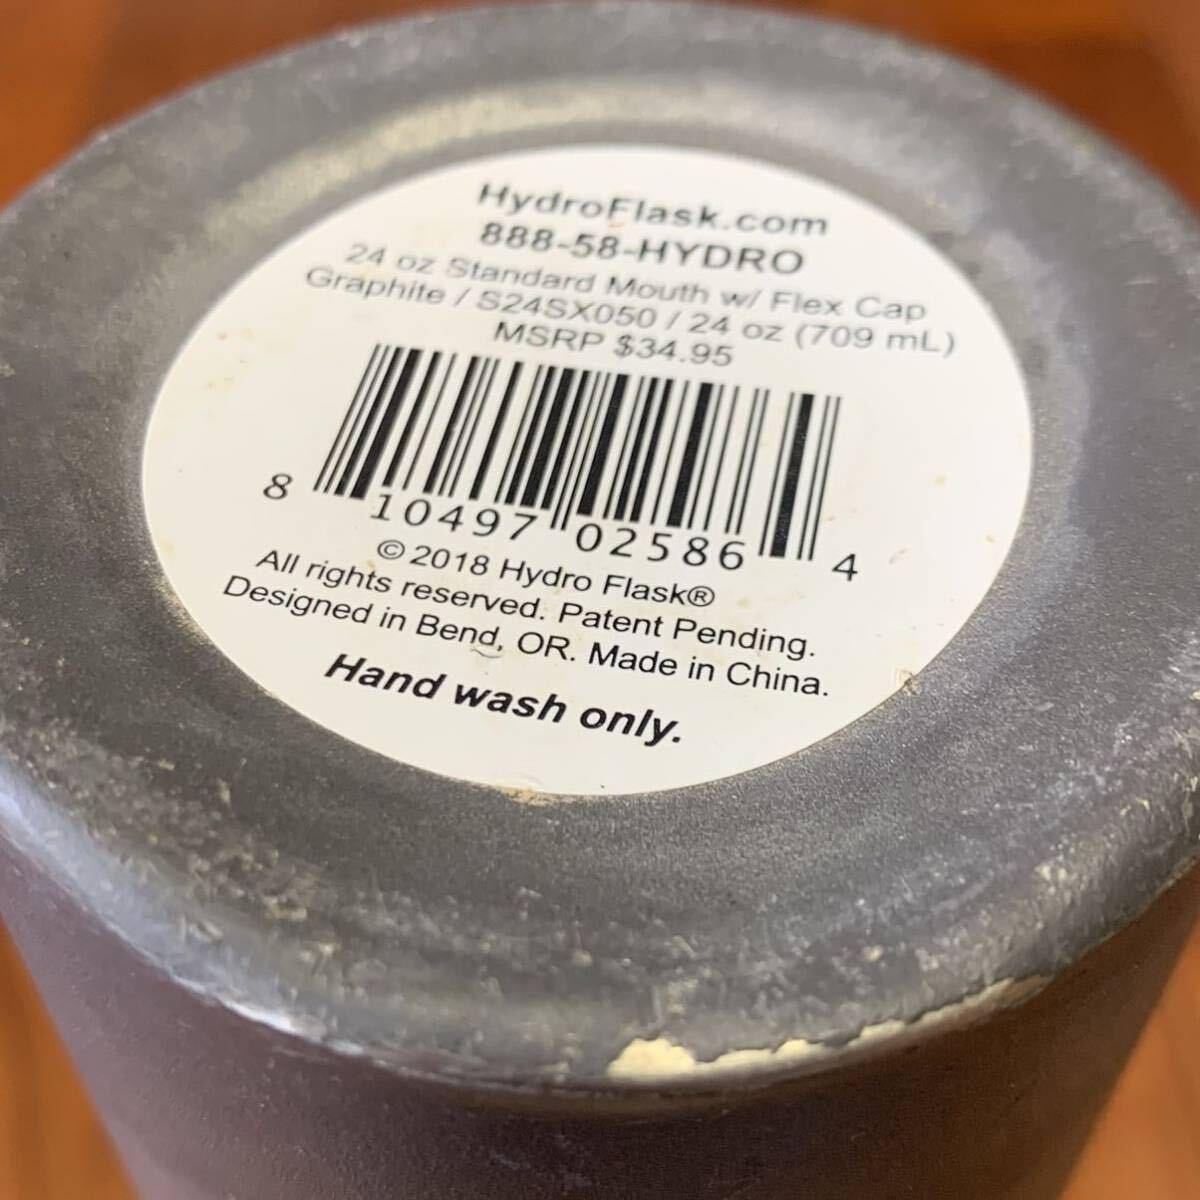 HydroFlask.com
888-58-HYDRO
24 oz Standard Mouth w/ Flex Cap
Graphite / S24SX050 / 24 oz (709 mL)
MSRP $34.95
8 10497 02586 4
© 2018 Hydro Flask®
All rights reserved. Patent Pending.
Designed in Bend, OR. Made in China.
Hand wash only.